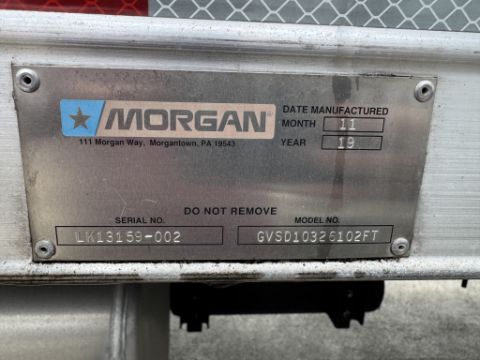 MORGAN
111 Morgan Way, Morgantown, PA 19543
DATE MANUFACTURED
MONTH 11
YEAR 19
DO NOT REMOVE
SERIAL NO.
LK13159-002
MODEL NO.
GVSD10326102FT